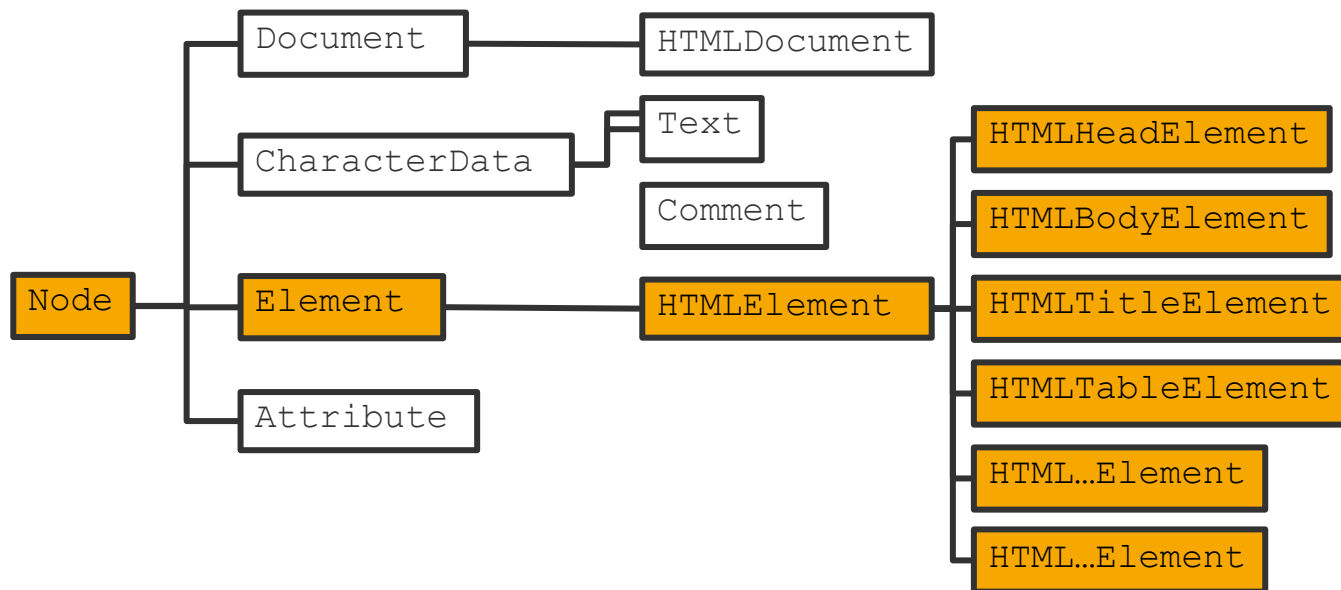 Document
HTMLDocument
Text
HTMLHeadElement
CharacterData
Comment
HTMLBodyElement
Node
Element
HTMLElement
HTMLTitleElement
HTMLTableElement
Attribute
HTML…Element
HTML…Element